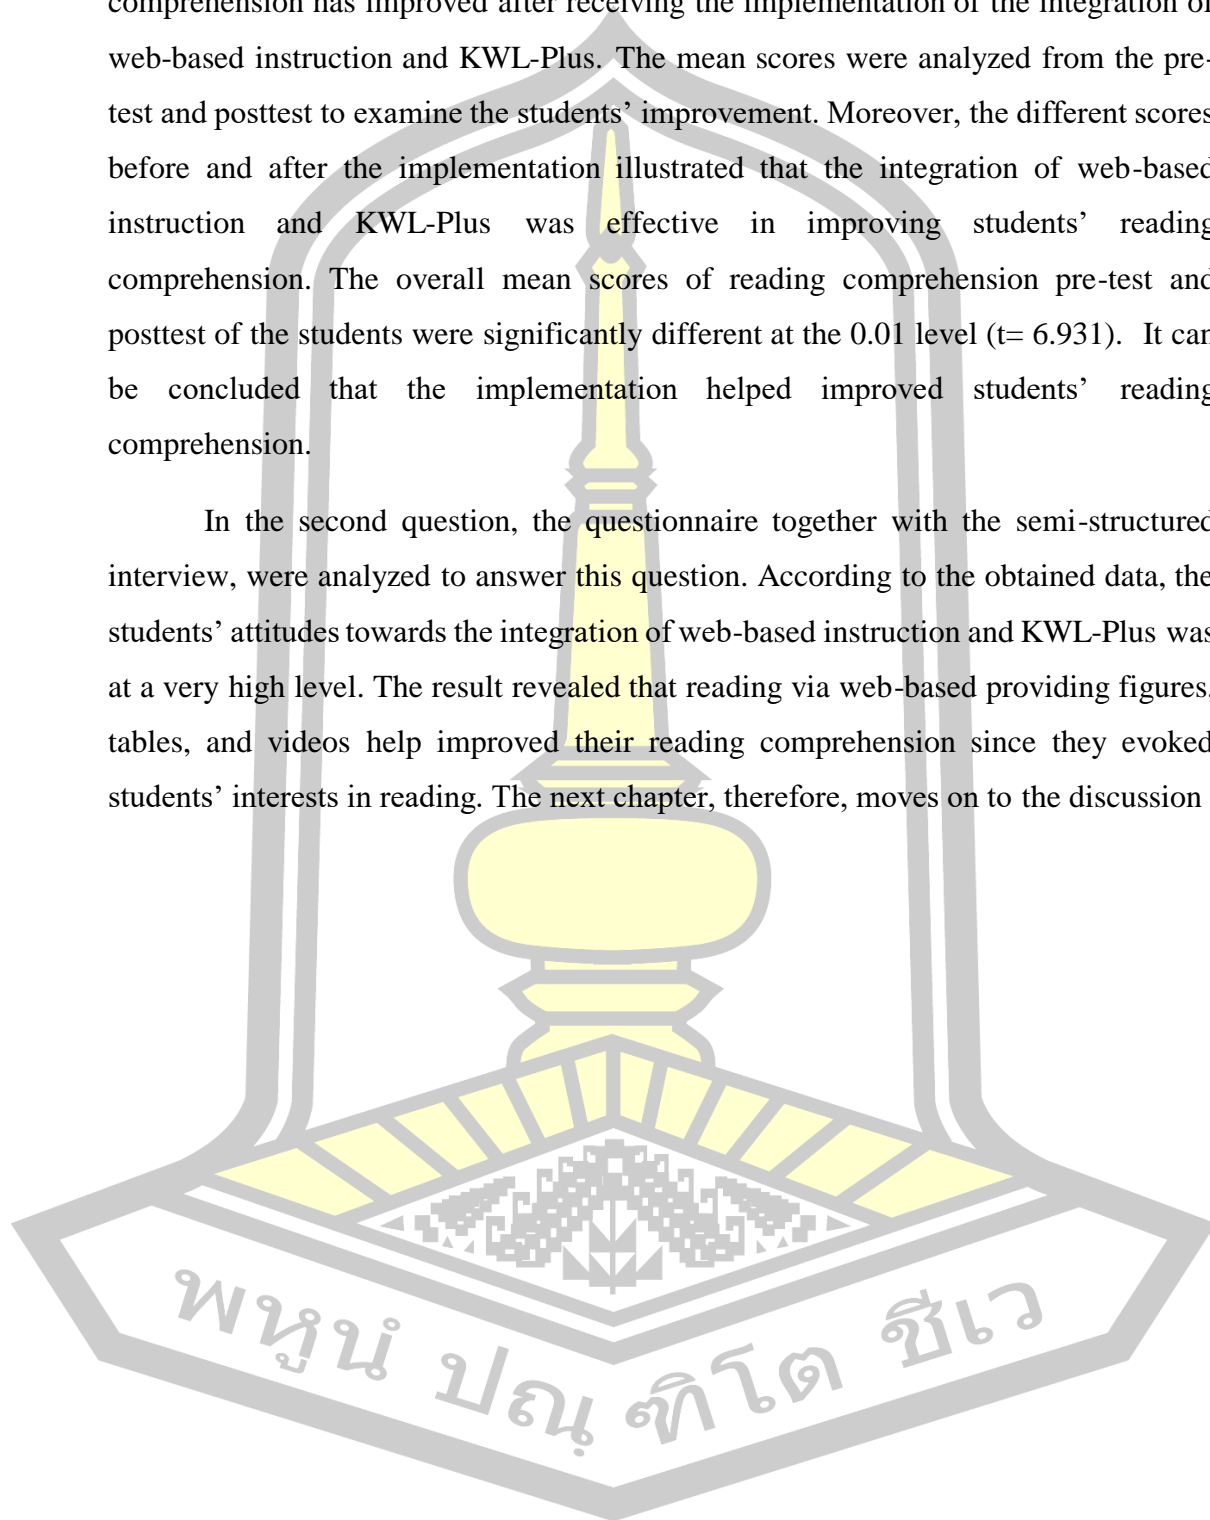 comprehension has improved after receiving the implementation of the integration of
web-based instruction and KWL-Plus. The mean scores were analyzed from the pre-
test and posttest to examine the students’ improvement. Moreover, the different scores
before and after the implementation illustrated that the integration of web-based
instruction and KWL-Plus was effective in improving students’ reading
comprehension. The overall mean scores of reading comprehension pre-test and
posttest of the students were significantly different at the 0.01 level (t= 6.931). It can
be concluded that the implementation helped improved students’ reading
comprehension.
In the second question, the questionnaire together with the semi-structured
interview, were analyzed to answer this question. According to the obtained data, the
students’ attitudes towards the integration of web-based instruction and KWL-Plus was
at a very high level. The result revealed that reading via web-based providing figures,
tables, and videos help improved their reading comprehension since they evoked
students’ interests in reading. The next chapter, therefore, moves on to the discussion
พหูนํ ปณฺฑิโต ชีเว